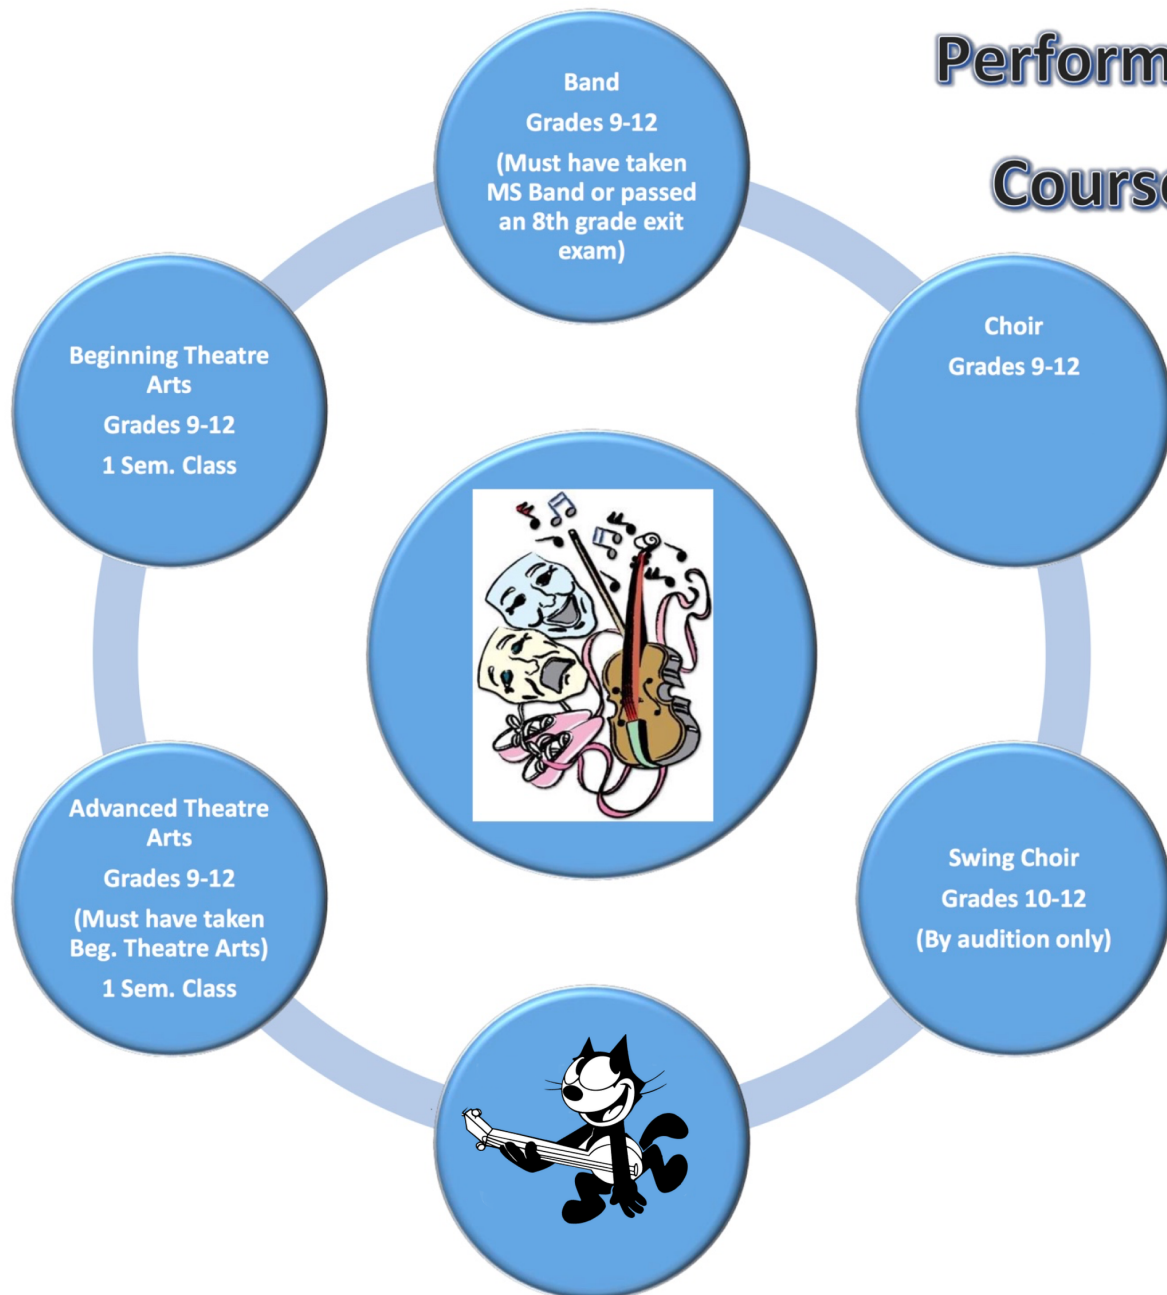 Perform
Course
Band
Grades 9-12
(Must have taken
MS Band or passed
an 8th grade exit
exam)
Choir
Grades 9-12
Swing Choir
Grades 10-12
(By audition only)
Advanced Theatre
Arts
Grades 9-12
(Must have taken
Beg. Theatre Arts)
1 Sem. Class
Beginning Theatre
Arts
Grades 9-12
1 Sem. Class